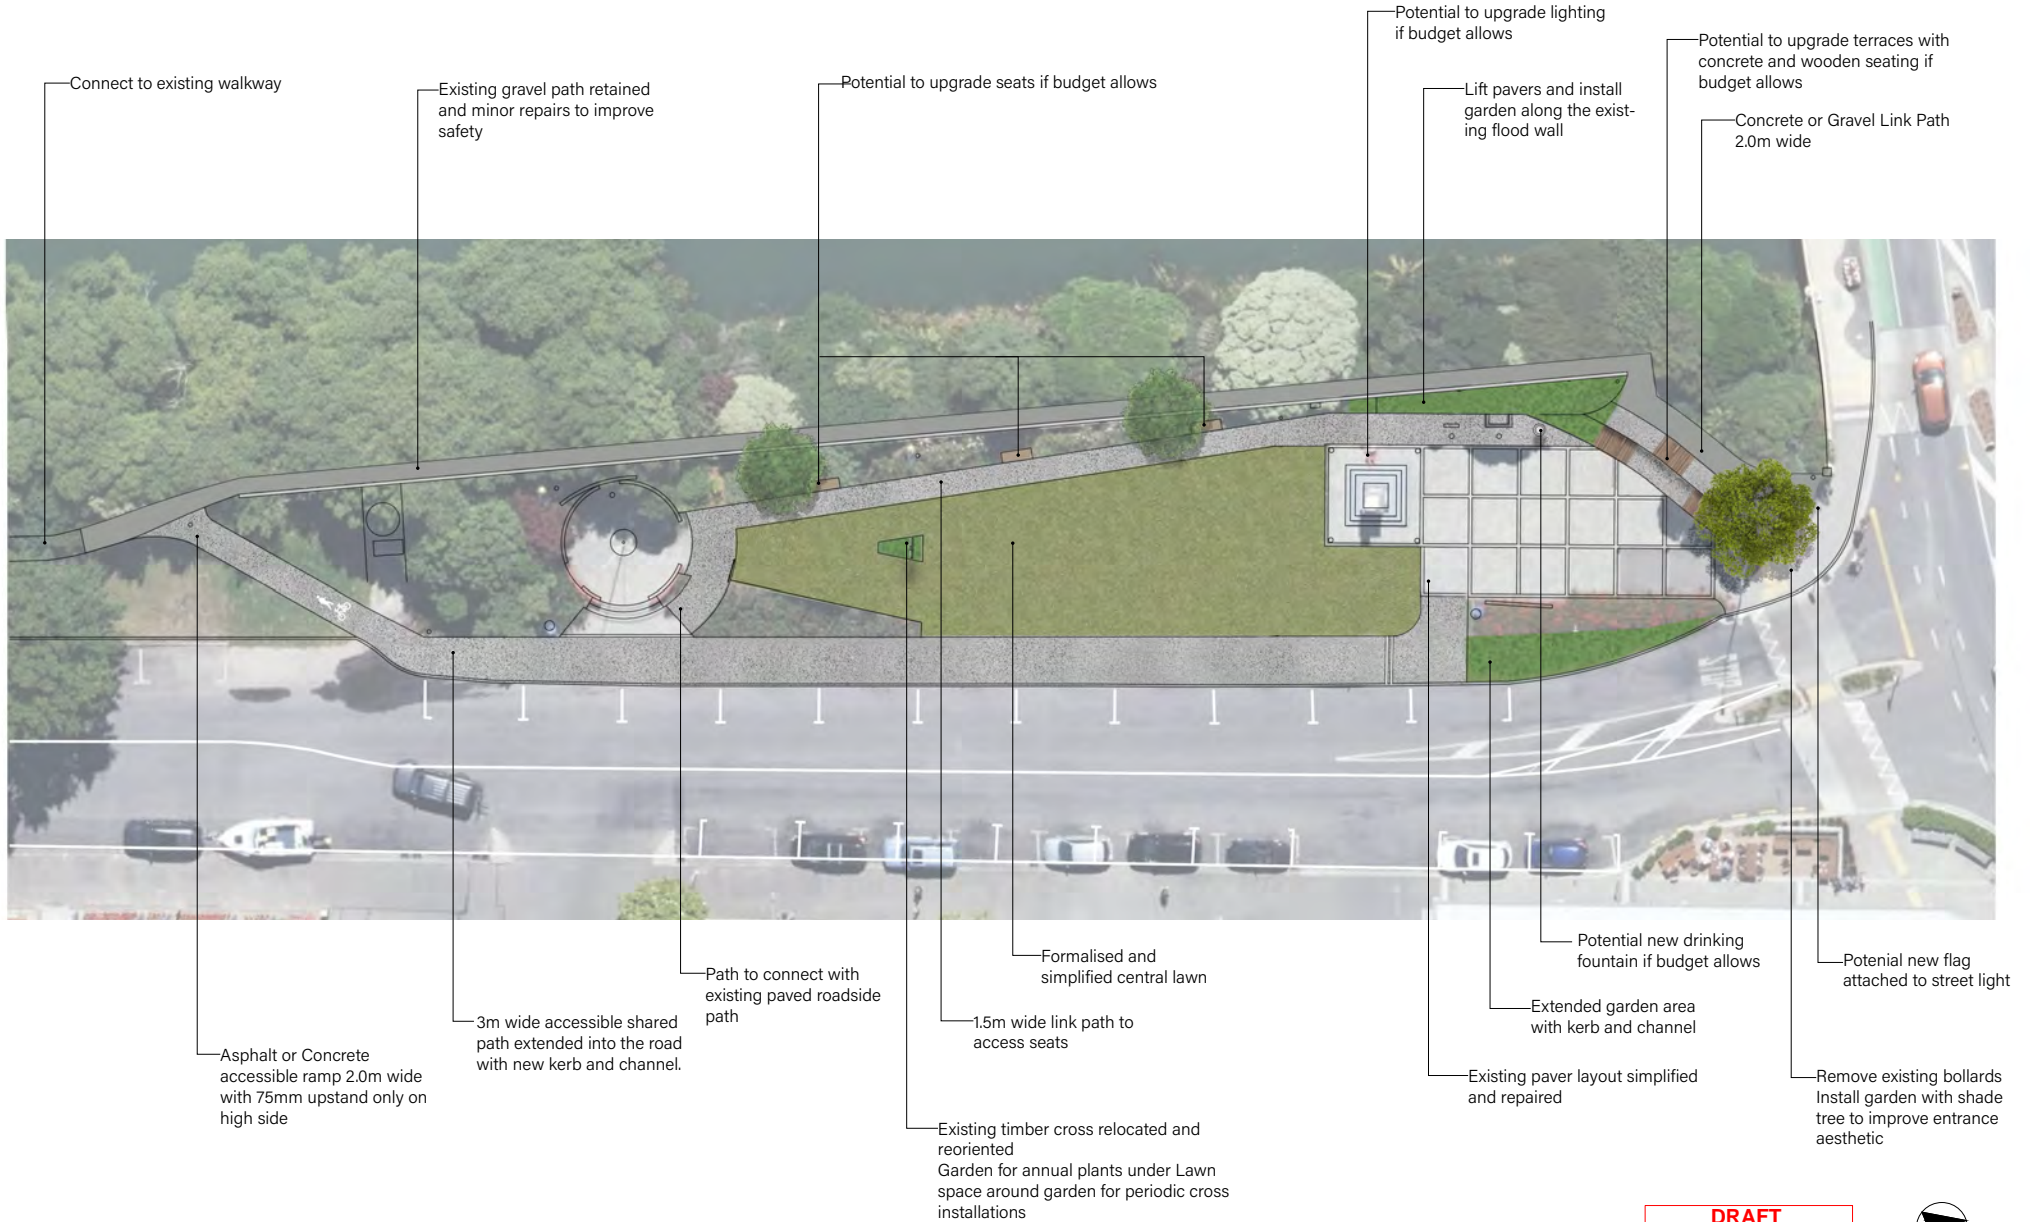 Potential to upgrade lighting
if budget allows
Potential to upgrade terraces with
concrete and wooden seating if
budget allows
Connect to existing walkway
Existing gravel path retained
and minor repairs to improve
safety
Potential to upgrade seats if budget allows
Lift pavers and install
garden along the exist-
ing flood wall
Concrete or Gravel Link Path
2.0m wide
Asphalt or Concrete
accessible ramp 2.0m wide
with 75mm upstand only on
high side
3m wide accessible shared
path extended into the road
with new kerb and channel.
Path to connect with
existing paved roadside
path
Existing timber cross relocated and
reoriented
Garden for annual plants under Lawn
space around garden for periodic cross
installations
1.5m wide link path to
access seats
Formalised and
simplified central lawn
Existing paver layout simplified
and repaired
Extended garden area
with kerb and channel
Potential new drinking
fountain if budget allows
Potenial new flag
attached to street light
Remove existing bollards
Install garden with shade
tree to improve entrance
aesthetic
DRAFT